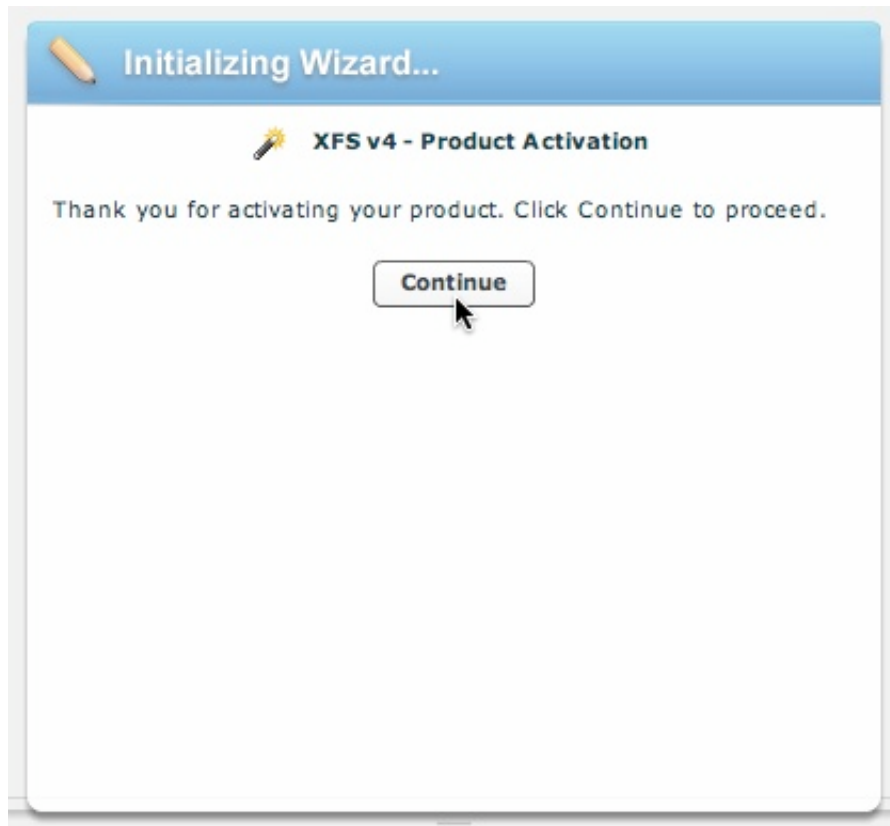 Initializing Wizard...
XFS v4 - Product Activation
Thank you for activating your product. Click Continue to proceed.
Continue